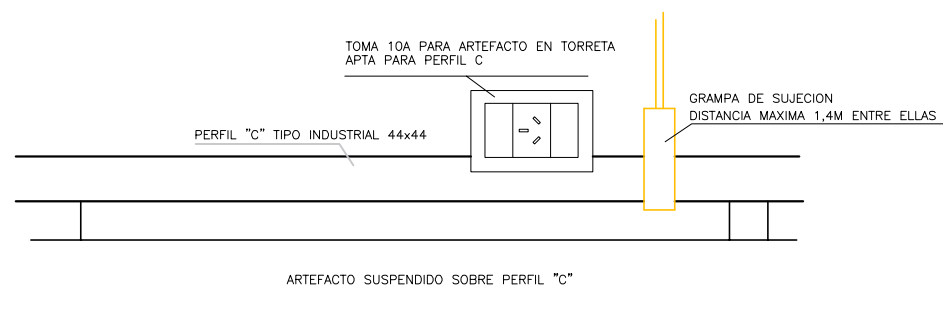 TOMA 10A PARA ARTEFACTO EN TORRETA
APTA PARA PERFIL C
GRAMPA DE SUJECION
DISTANCIA MAXIMA 1,4M ENTRE ELLAS
PERFIL "C" TIPO INDUSTRIAL 44x44
ARTEFACTO SUSPENDIDO SOBRE PERFIL "C"